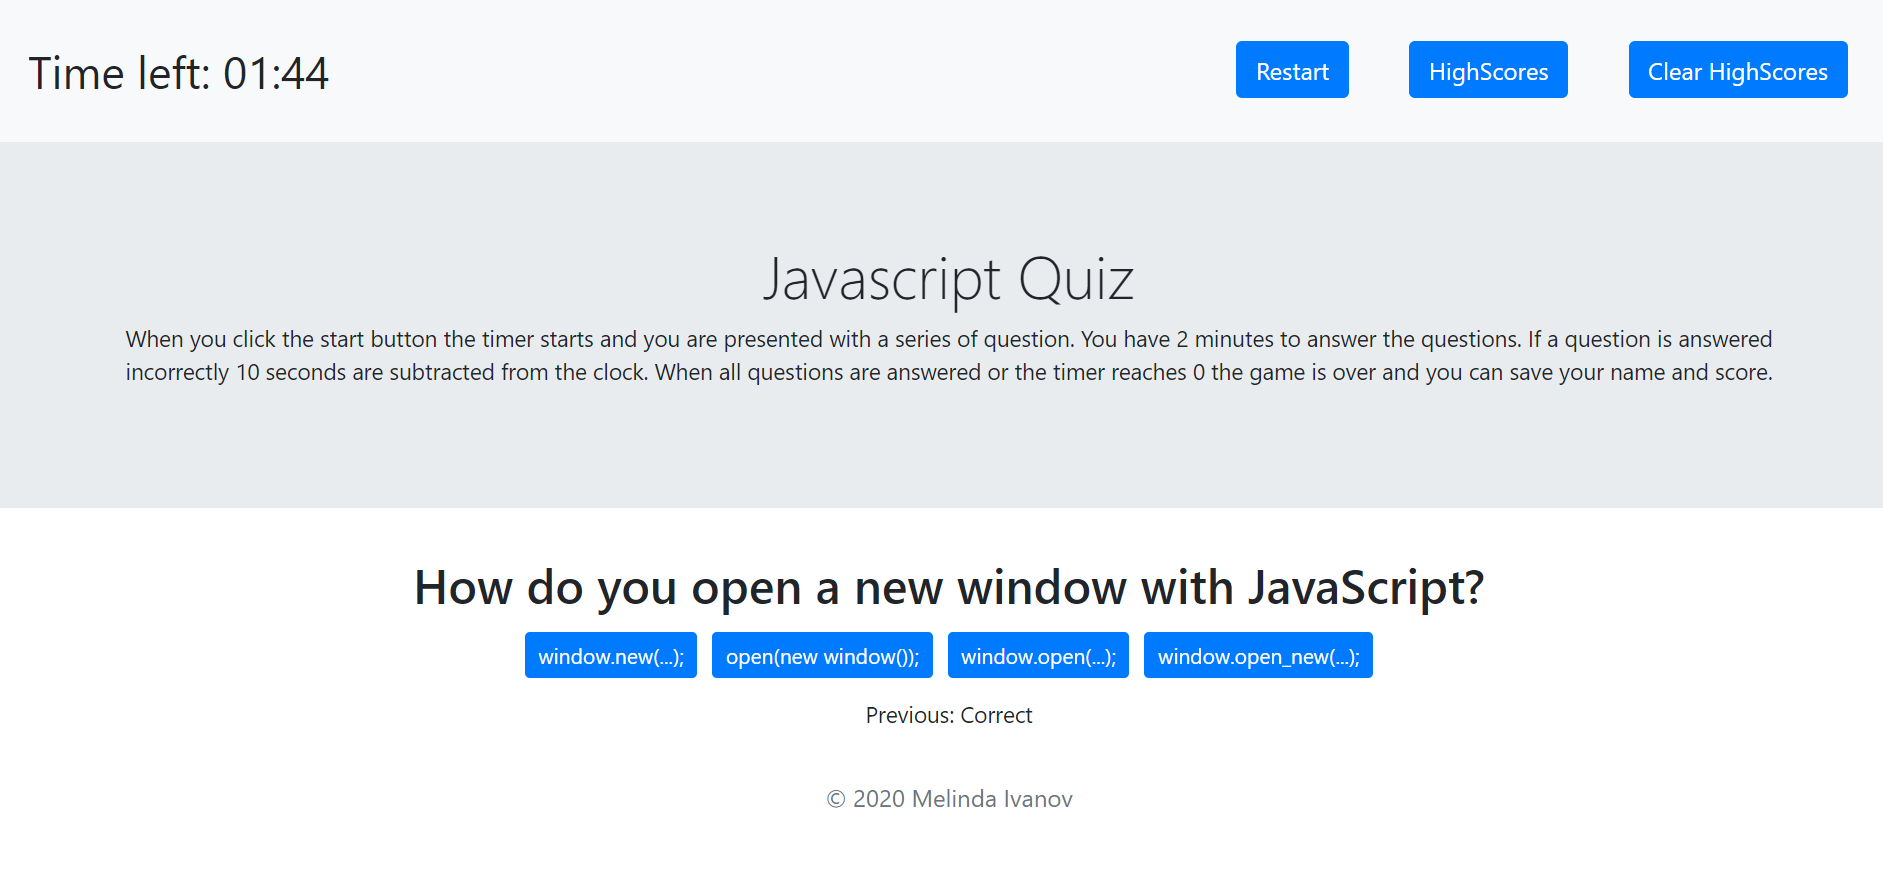 Time left: 01:44
Restart
HighScores
Clear HighScores
Javascript Quiz
When you click the start button the timer starts and you are presented with a series of question. You have 2 minutes to answer the questions. If a question is answered
incorrectly 10 seconds are subtracted from the clock. When all questions are answered or the timer reaches 0 the game is over and you can save your name and score.
How do you open a new window with JavaScript?
window.new(...);
open(new window());
window.open(...);
window.open_new(...);
Previous: Correct
© 2020 Melinda Ivanov